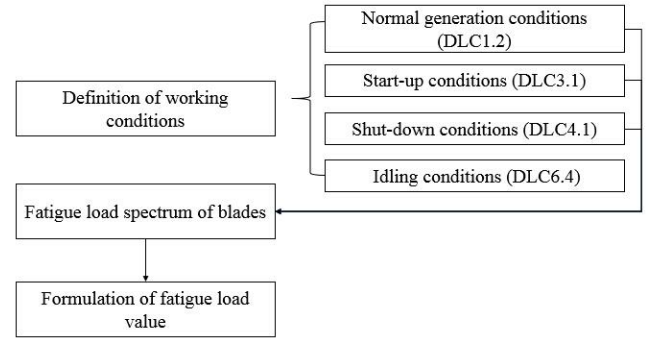 Normal generation conditions
(DLC1.2)
Start-up conditions (DLC3.1)
Definition of working
conditions
Shut-down conditions (DLC4.1)
Idling conditions (DLC6.4)
Fatigue load spectrum of blades
Formulation of fatigue load
value